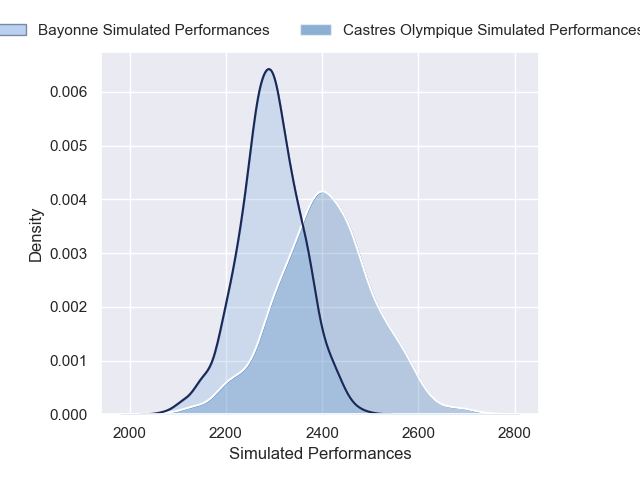 Bayonne Simulated Performances
Castres Olympique Simulated Performances
0.006
0.005
0.004
0.003
0.002
0.001
0.000
Density
2000 2200 2400 2600 2800
Simulated Performances